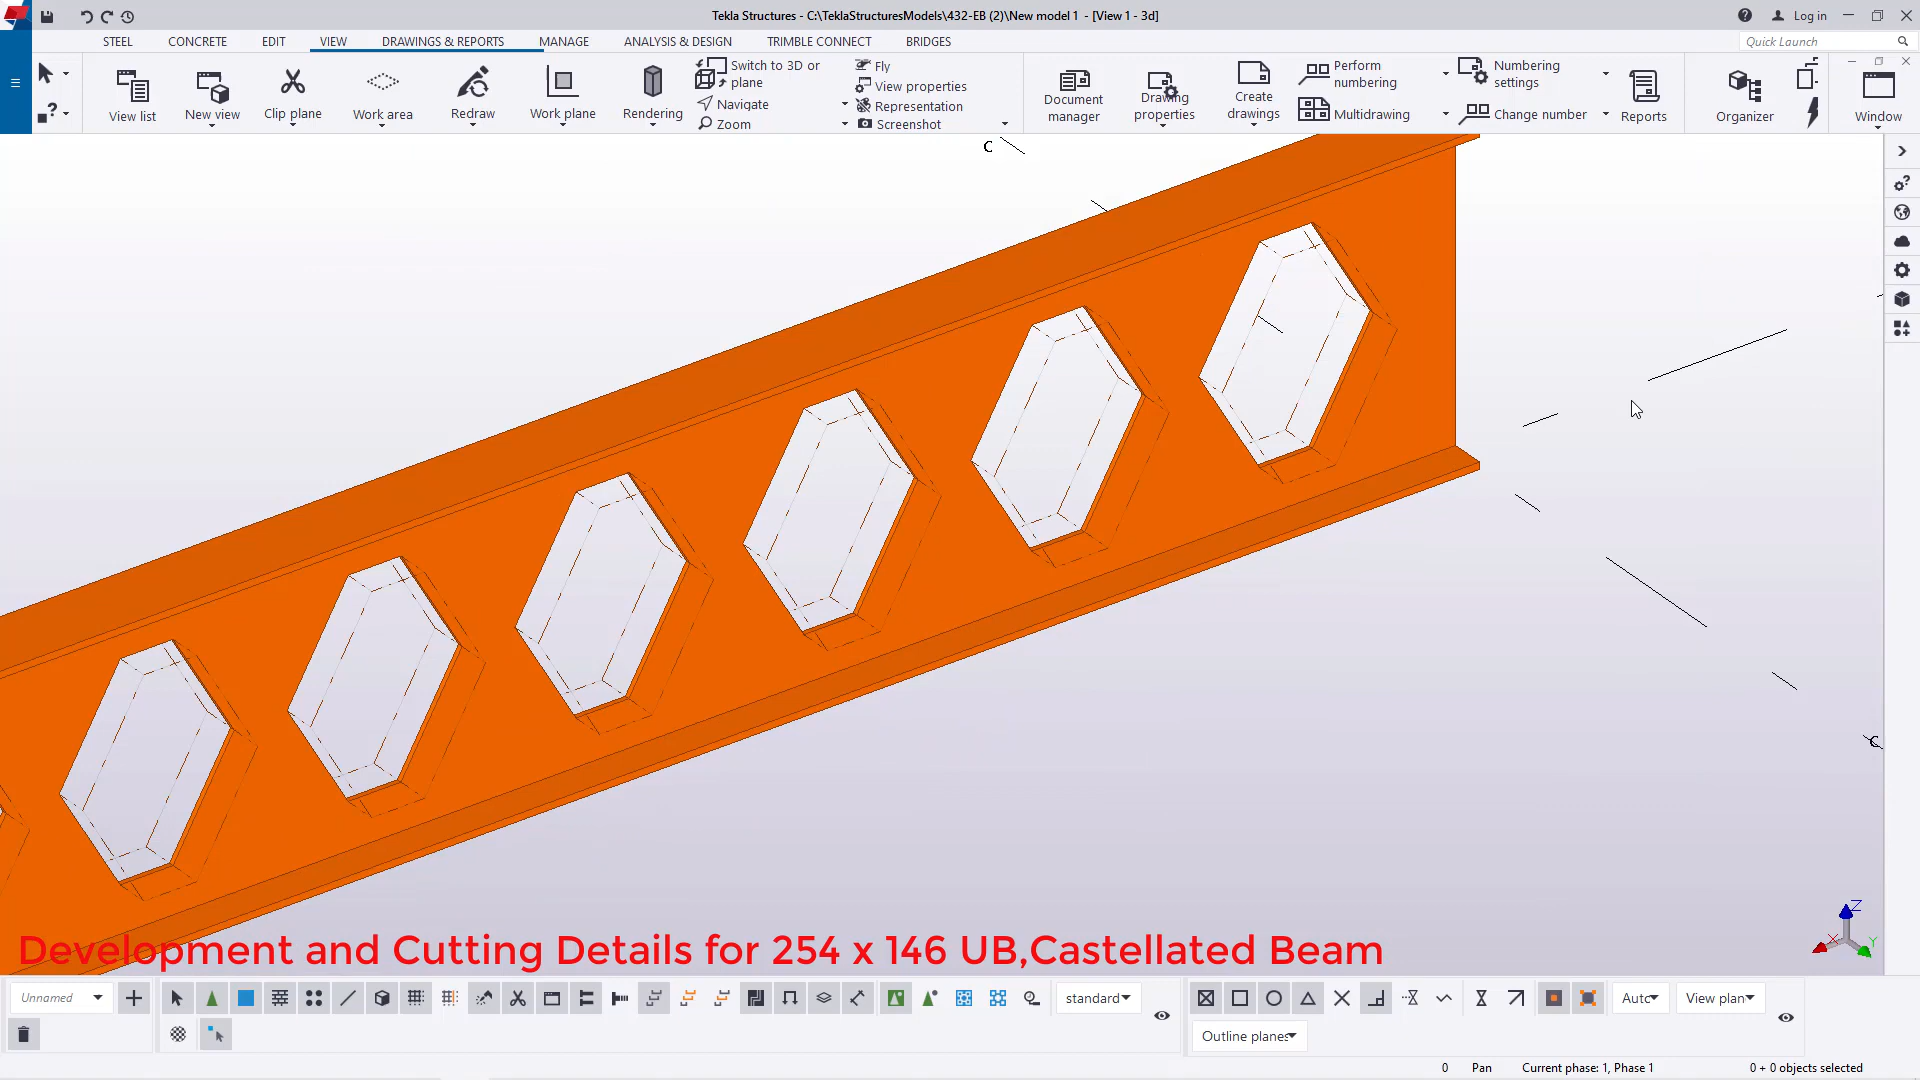 Tekla Structures - C:\TeklaStructuresModels\432-EB (2)\New model 1 - [View 1 - 3d]
Log in
STEEL CONCRETE EDIT VIEW DRAWINGS & REPORTS MANAGE ANALYSIS & DESIGN TRIMBLE CONNECT BRIDGES
Quick Launch
View list
New view
Clip plane
Work area
Redraw
Work plane
Rendering
Switch to 3D or
plane
Navigate
Zoom
Fly
View properties
Representation
Screenshot
Document
manager
Drawing
properties
Create
drawings
Perform
numbering
Multidrawing
Numbering
settings
Change number
Reports
Organizer
Window
C
C
Z
X
Y
Development and Cutting Details for 254 x 146 UB,Castellated Beam
Unnamed
standard
Auto
View plan
Outline planes
0 Pan Current phase: 1, Phase 1 0 + 0 objects selected